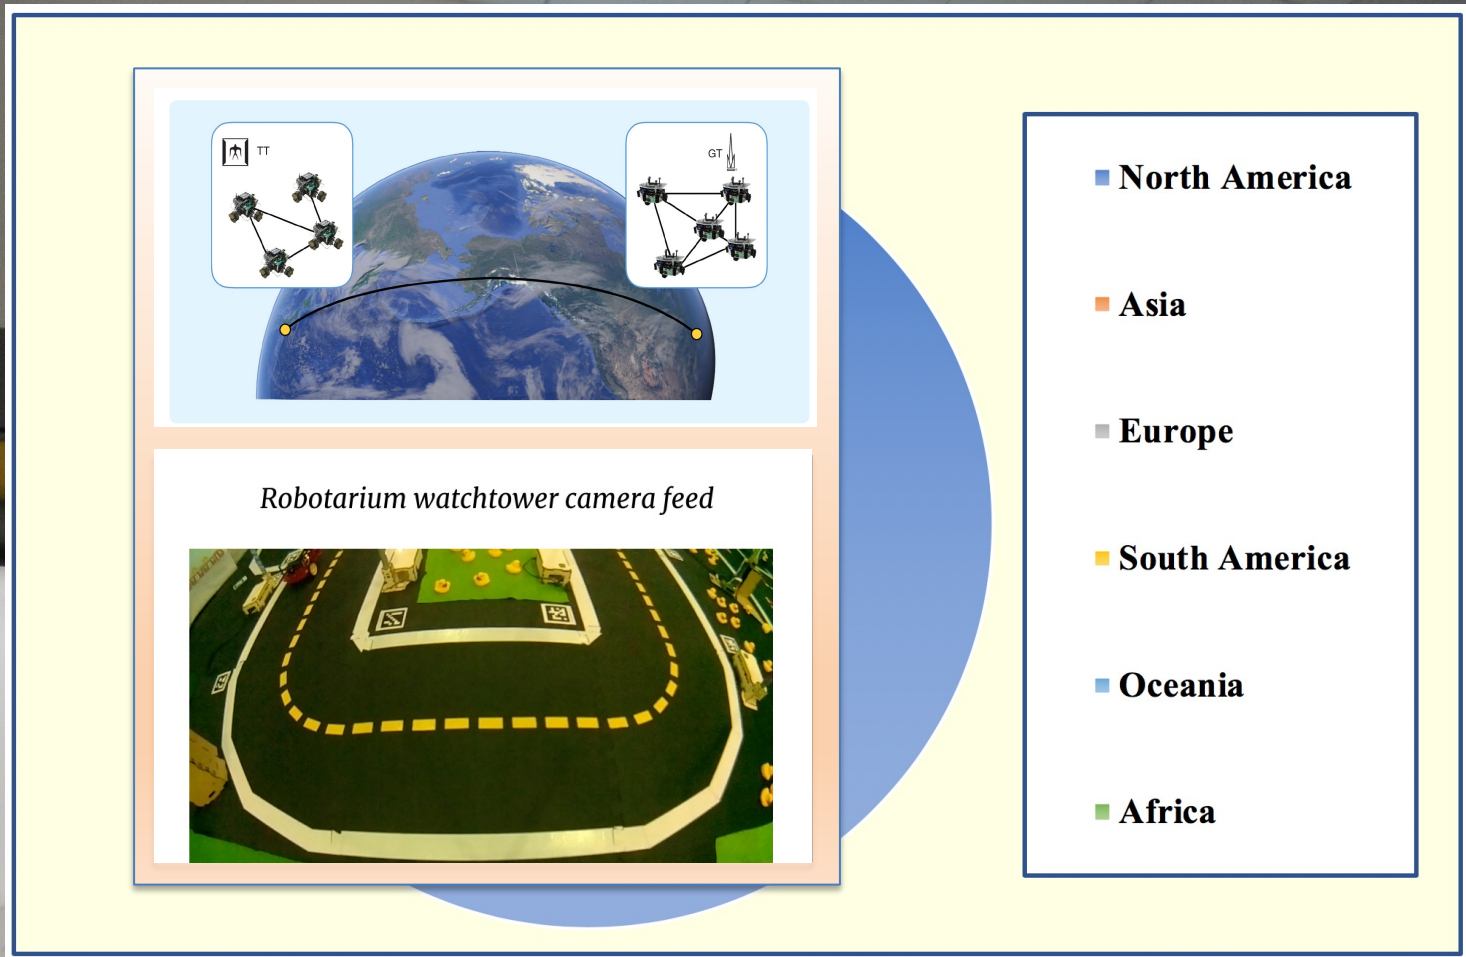 TT
GT
Robotarium watchtower camera feed
North America
Asia
Europe
South America
Oceania
Africa